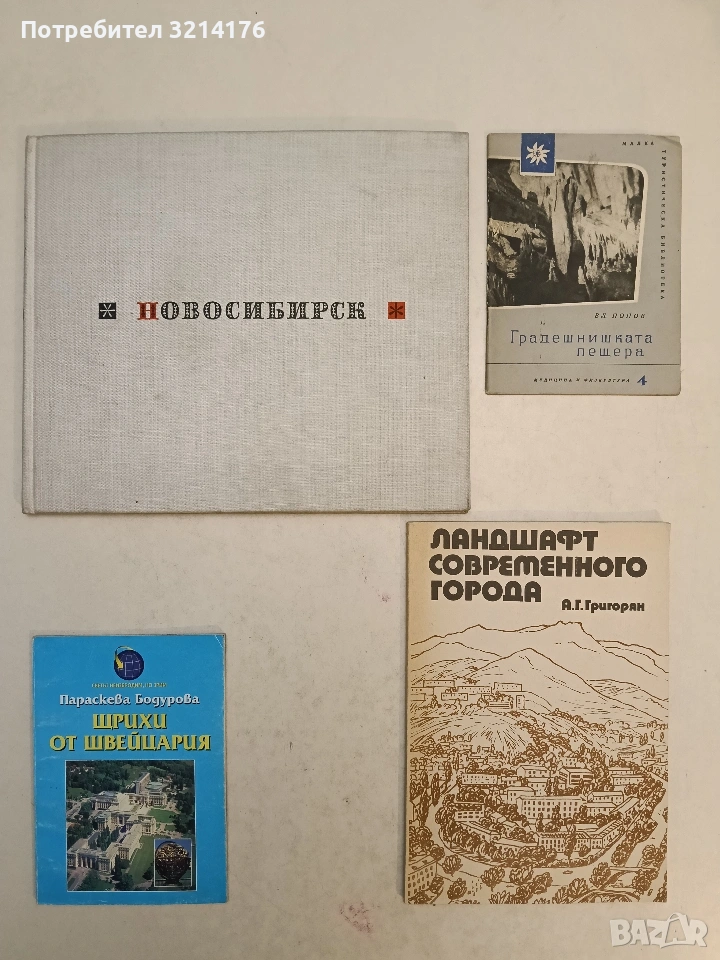 Потребител 3214176
НОВОСИБИРСК
МАЛКА
ТУРИСТИЧЕСКА БИБЛИОТЕКА
ВЛ ПОПОВ
Градешнишката
пещера
МЕДИЦИНА И ФИЗКУЛТУРА 4
ЛАНДШАФТ
СОВРЕМЕННОГО
ГОРОДА
А.Г.Григорян
Параскева Бодурова
ЩРИХИ
ОТ ШВЕЙЦАРИЯ
BAZAR